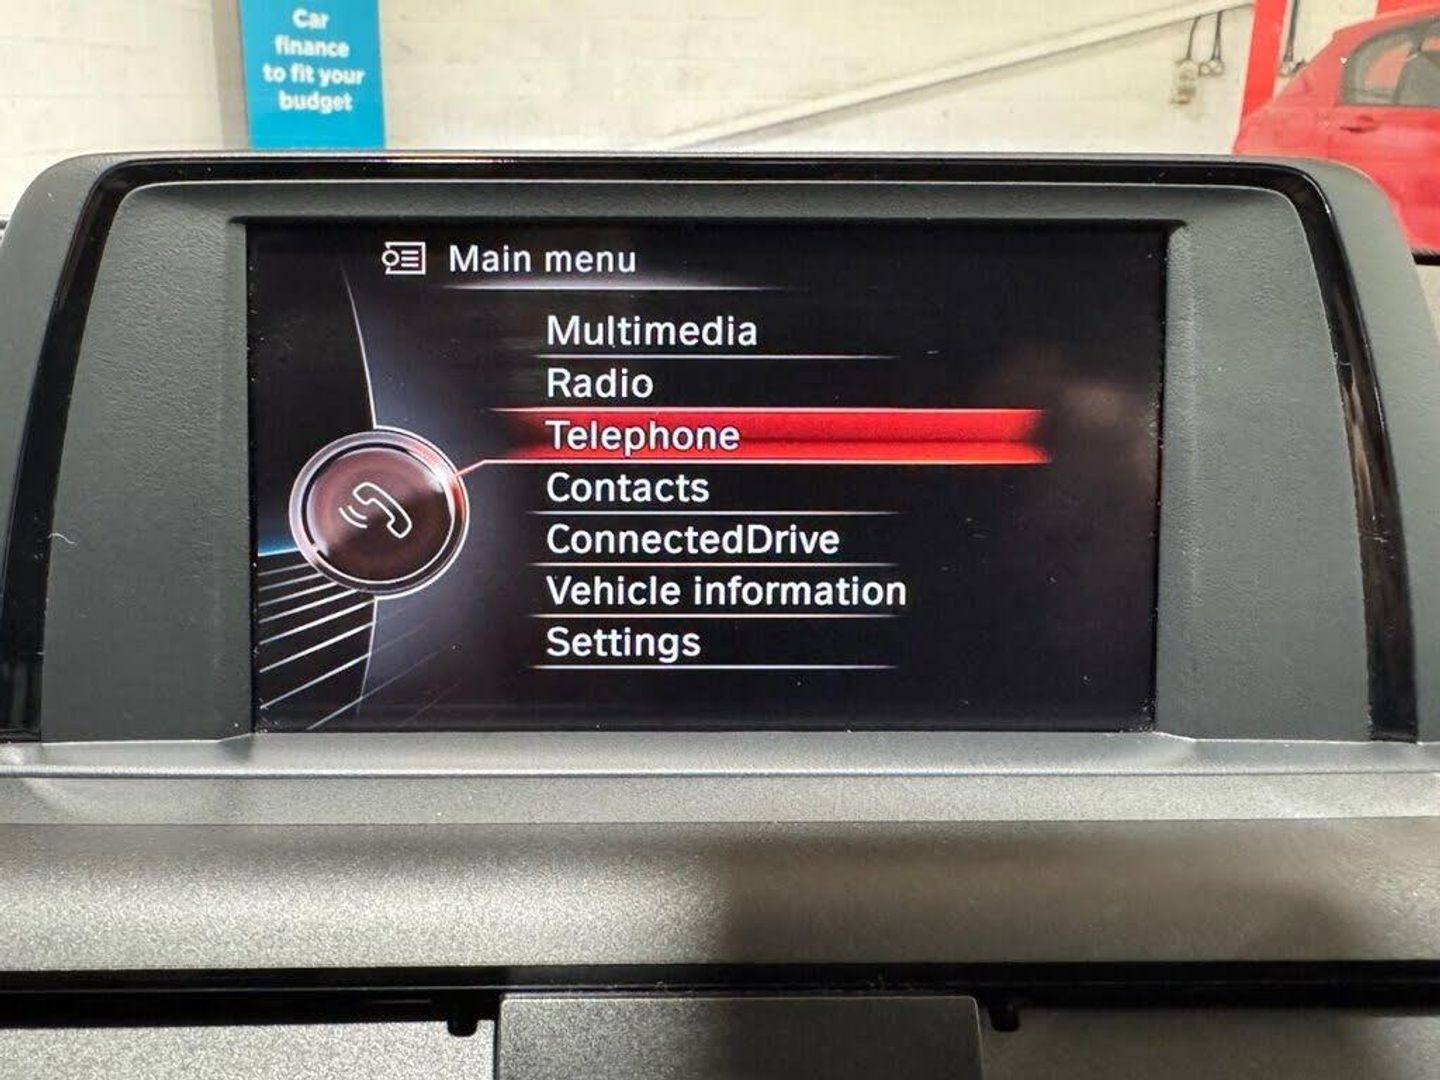 Car
finance
to fit your
budget
Main menu
Multimedia
Radio
Telephone
Contacts
ConnectedDrive
Vehicle information
Settings